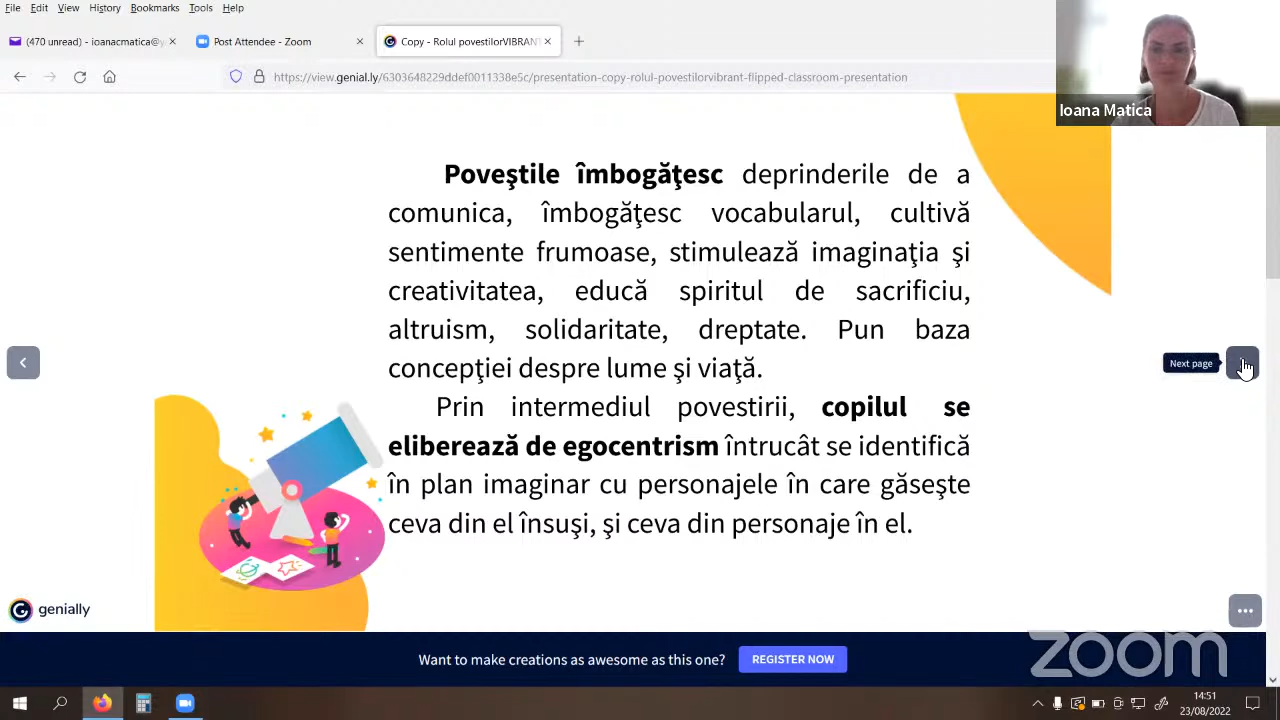 File Edit View History Bookmarks Tools Help
(470 unread) - ioanacmatica@y
Post Attendee - Zoom
Copy - Rolul povestilorVIBRANT
https://view.genial.ly/6303648229ddef0011338e5c/presentation-copy-rolul-povestilorvibrant-flipped-classroom-presentation
Ioana Matica
Poveştile îmbogăţesc deprinderile de a
comunica, îmbogăţesc vocabularul, cultivă
sentimente frumoase, stimulează imaginaţia şi
creativitatea, educă spiritul de sacrificiu,
altruism, solidaritate, dreptate. Pun baza
concepţiei despre lume şi viaţă.
Next page
Prin intermediul povestirii, copilul se
eliberează de egocentrism întrucât se identifică
în plan imaginar cu personajele în care găseşte
ceva din el însuşi, şi ceva din personaje în el.
genially
Want to make creations as awesome as this one?
REGISTER NOW
zoom
14:51
23/08/2022